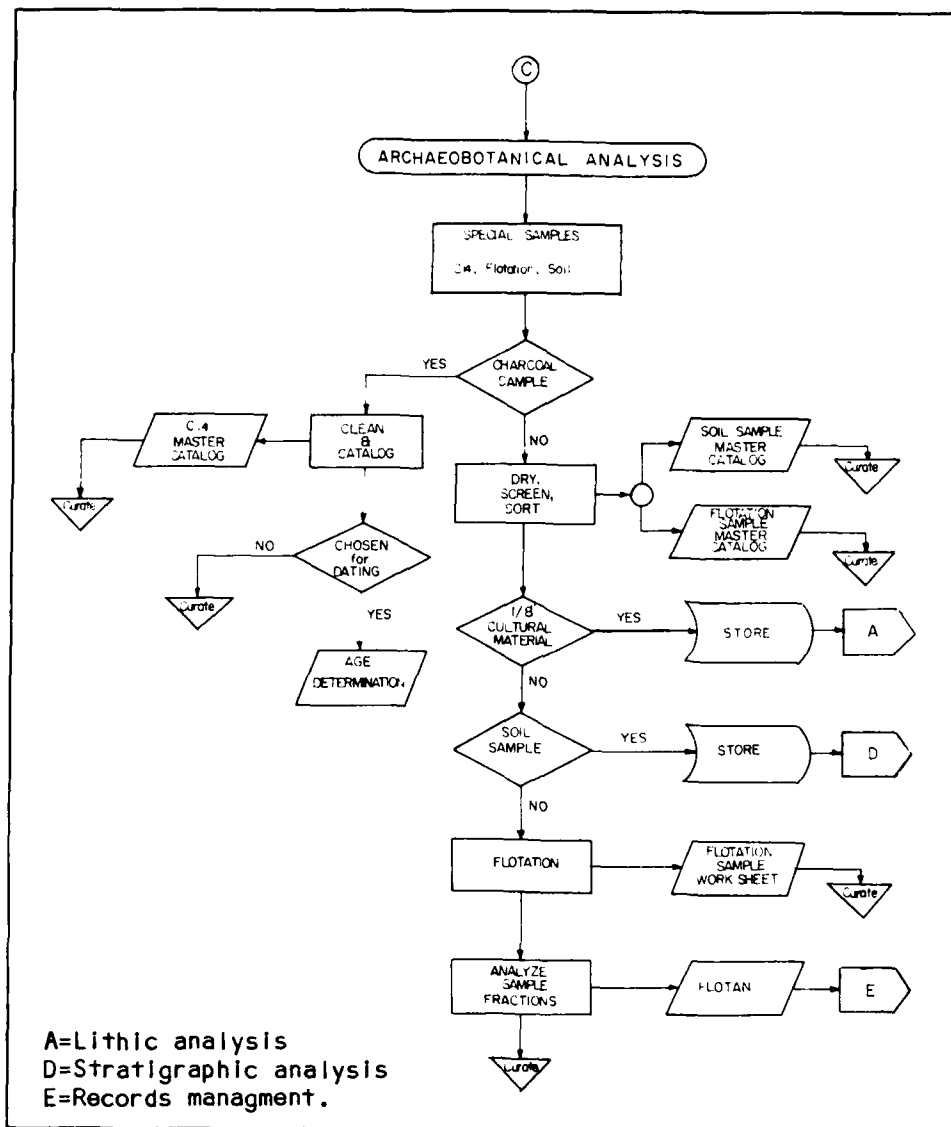 C
ARCHAEOBOTANICAL ANALYSIS
SPECIAL SAMPLES
C14, Flotation, Soil
CHARCOAL
SAMPLE
YES
NO
CLEAN
&
CATALOG
C14
MASTER
CATALOG
Curate
CHOSEN
for
DATING
NO
Curate
YES
AGE
DETERMINATION
DRY,
SCREEN,
SORT
SOIL SAMPLE
MASTER
CATALOG
Curate
FLOTATION
SAMPLE
MASTER
CATALOG
Curate
1/8"
CULTURAL
MATERIAL
YES
STORE
A
NO
SOIL
SAMPLE
YES
STORE
D
NO
FLOTATION
FLOTATION
SAMPLE
WORK SHEET
Curate
ANALYZE
SAMPLE
FRACTIONS
FLOTAN
E
Curate
A=Lithic analysis
D=Stratigraphic analysis
E=Records managment.